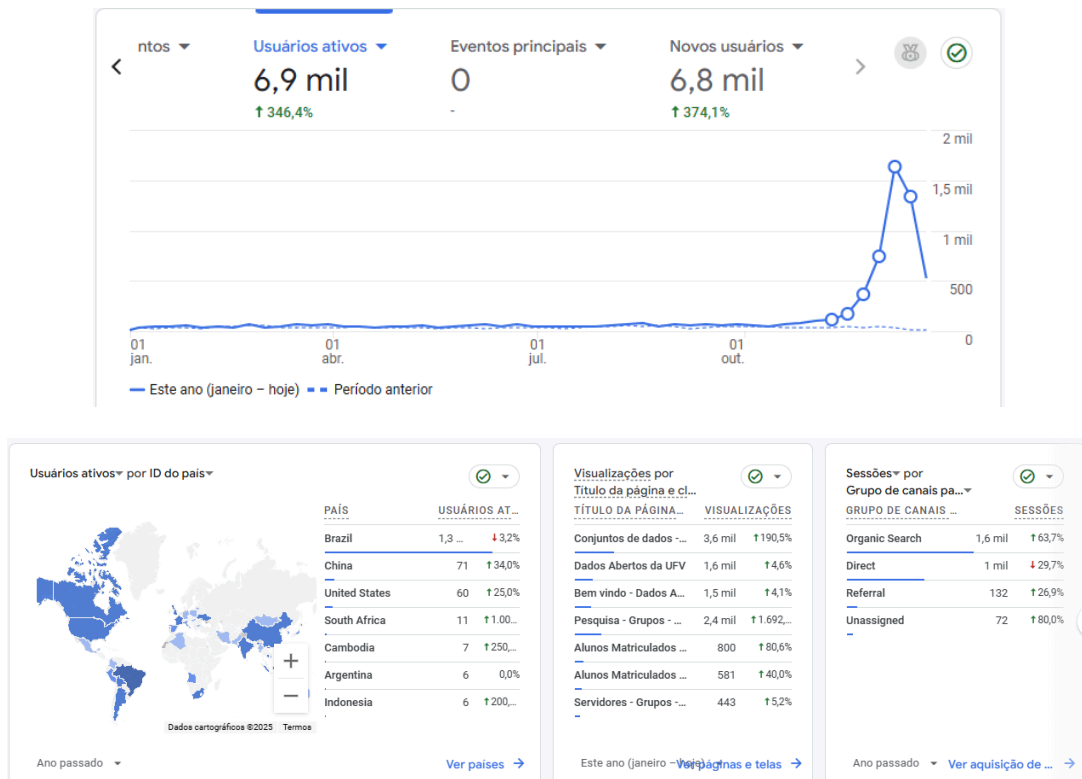 ntos Usuários ativos Eventos principais Novos usuários
6,9 mil 0 6,8 mil
346,4% - 374,1%
2 mil
1,5 mil
1 mil
500
0
01 01 01 01
jan. abr. jul. out.
Este ano (janeiro – hoje) Período anterior
Usuários ativos por ID do país
PAÍS USUÁRIOS AT...
Brazil 1,3 ... 3,2%
China 71 34,0%
United States 60 25,0%
South Africa 11 1.00...
Cambodia 7 250,...
Argentina 6 0,0%
Indonesia 6 200,...
Dados cartográficos ©2025 Termos
Ano passado Ver países
Visualizações por
Título da página e cl...
TÍTULO DA PÁGINA... VISUALIZAÇÕES
Conjuntos de dados -... 3,6 mil 190,5%
Dados Abertos da UFV 1,6 mil 4,6%
Bem vindo - Dados A... 1,5 mil 4,1%
Pesquisa - Grupos - ... 2,4 mil 1.692,...
Alunos Matriculados ... 800 80,6%
Alunos Matriculados ... 581 40,0%
Servidores - Grupos -... 443 5,2%
Este ano (janeiro – hoje) Ver páginas e telas
Sessões por
Grupo de canais pa...
GRUPO DE CANAIS ... SESSÕES
Organic Search 1,6 mil 63,7%
Direct 1 mil 29,7%
Referral 132 26,9%
Unassigned 72 80,0%
Ano passado Ver aquisição de ...